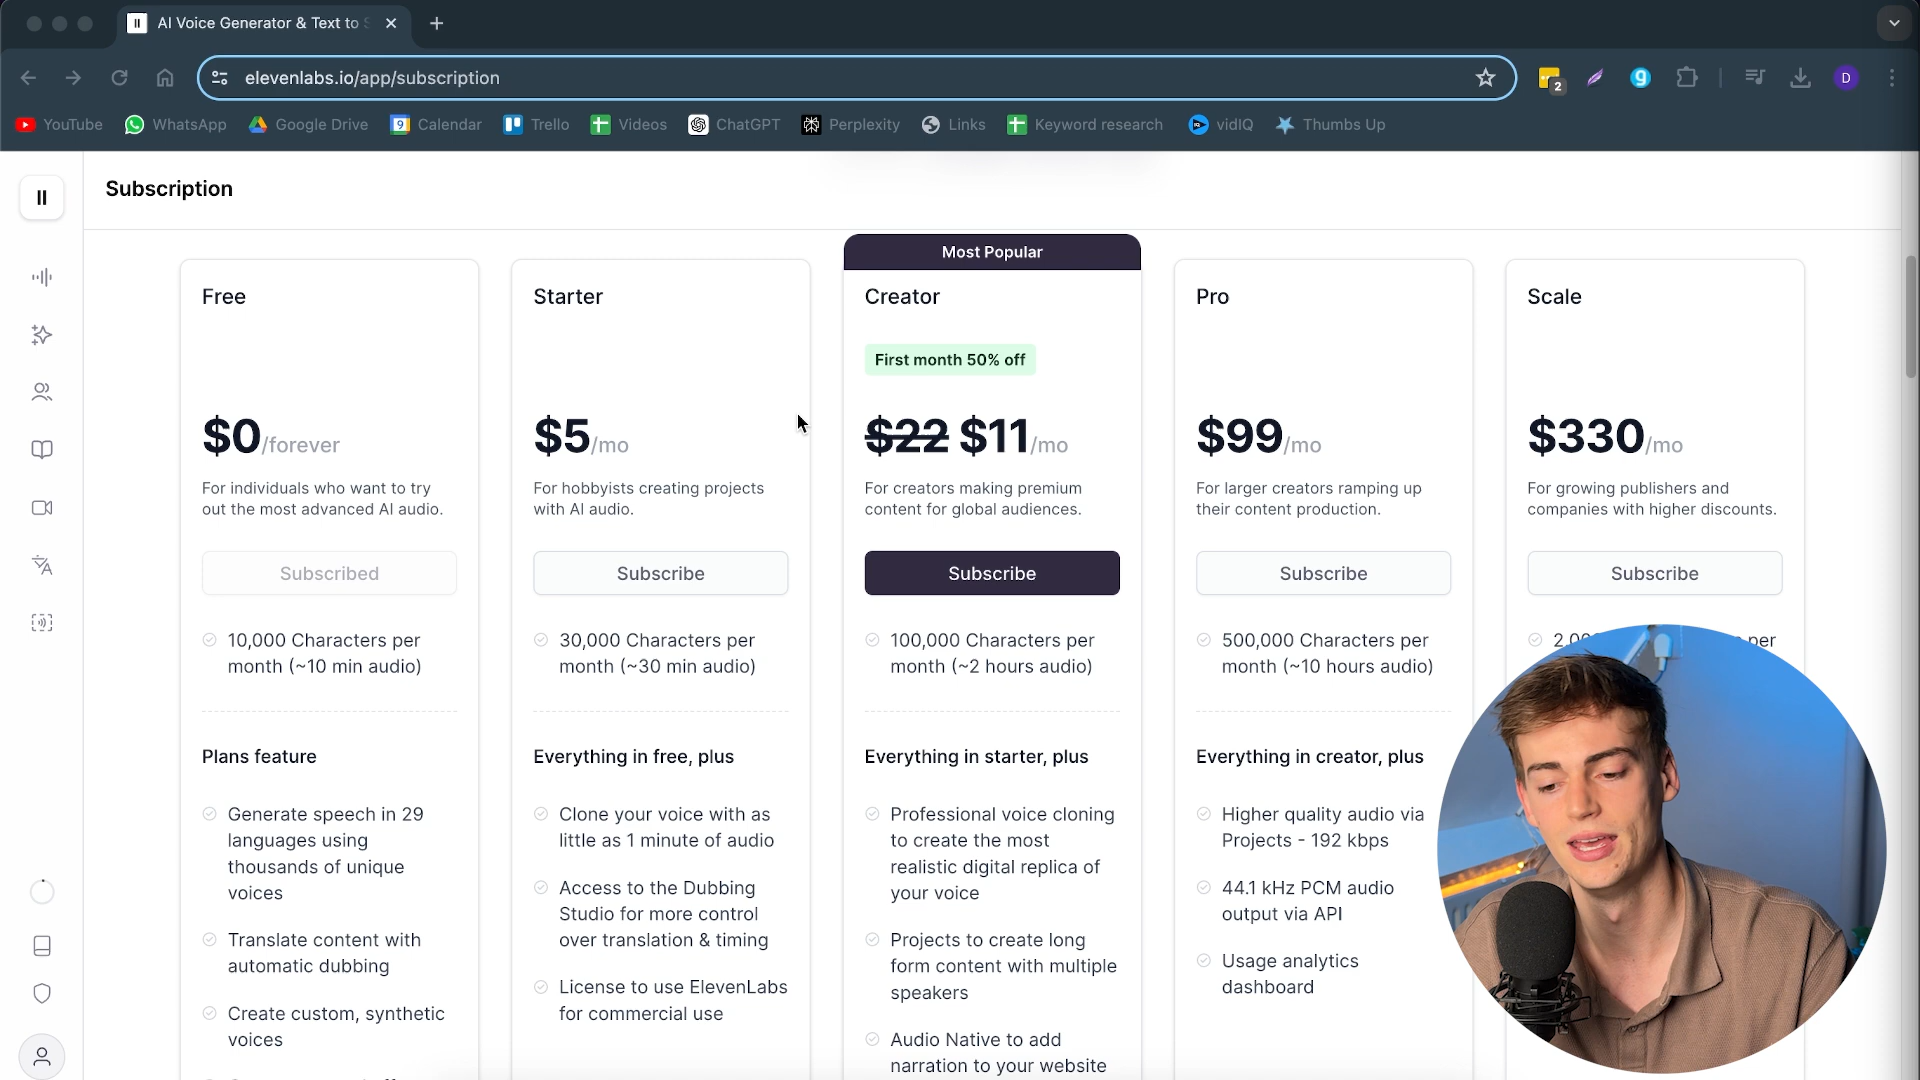 AI Voice Generator & Text to
elevenlabs.io/app/subscription
2
D
YouTube
WhatsApp
Google Drive
9
Calendar
Trello
Videos
ChatGPT
Perplexity
Links
Keyword research
vidIQ
Thumbs Up
Subscription
Free
$0/forever
For individuals who want to try
out the most advanced AI audio.
Subscribed
10,000 Characters per
month (~10 min audio)
Plans feature
Generate speech in 29
languages using
thousands of unique
voices
Translate content with
automatic dubbing
Create custom, synthetic
voices
Starter
$5/mo
For hobbyists creating projects
with AI audio.
Subscribe
30,000 Characters per
month (~30 min audio)
Everything in free, plus
Clone your voice with as
little as 1 minute of audio
Access to the Dubbing
Studio for more control
over translation & timing
License to use ElevenLabs
for commercial use
Most Popular
Creator
First month 50% off
$22 $11/mo
For creators making premium
content for global audiences.
Subscribe
100,000 Characters per
month (~2 hours audio)
Everything in starter, plus
Professional voice cloning
to create the most
realistic digital replica of
your voice
Projects to create long
form content with multiple
speakers
Audio Native to add
narration to your website
Pro
$99/mo
For larger creators ramping up
their content production.
Subscribe
500,000 Characters per
month (~10 hours audio)
Everything in creator, plus
Higher quality audio via
Projects - 192 kbps
44.1 kHz PCM audio
output via API
Usage analytics
dashboard
Scale
$330/mo
For growing publishers and
companies with higher discounts.
Subscribe
per